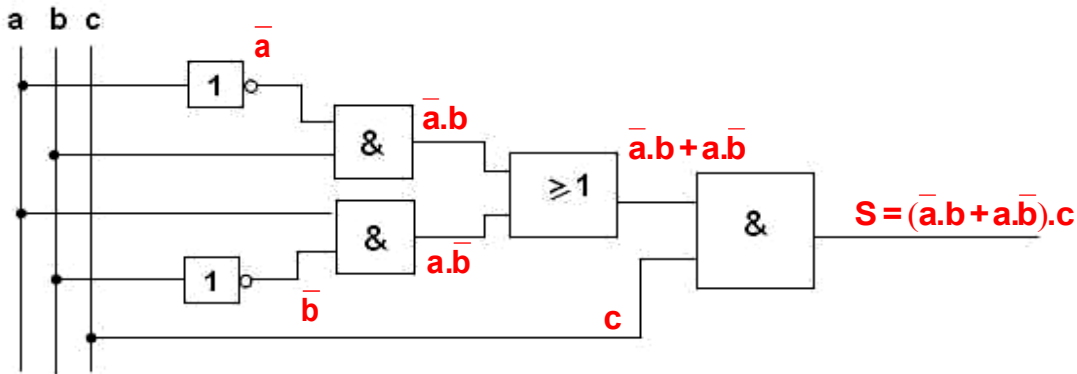 a b c
a̅
1
&
a̅.b
a̅.b + a.b̅
≥1
&
S = (a̅.b + a.b̅).c
&
a.b̅
1
b̅
c